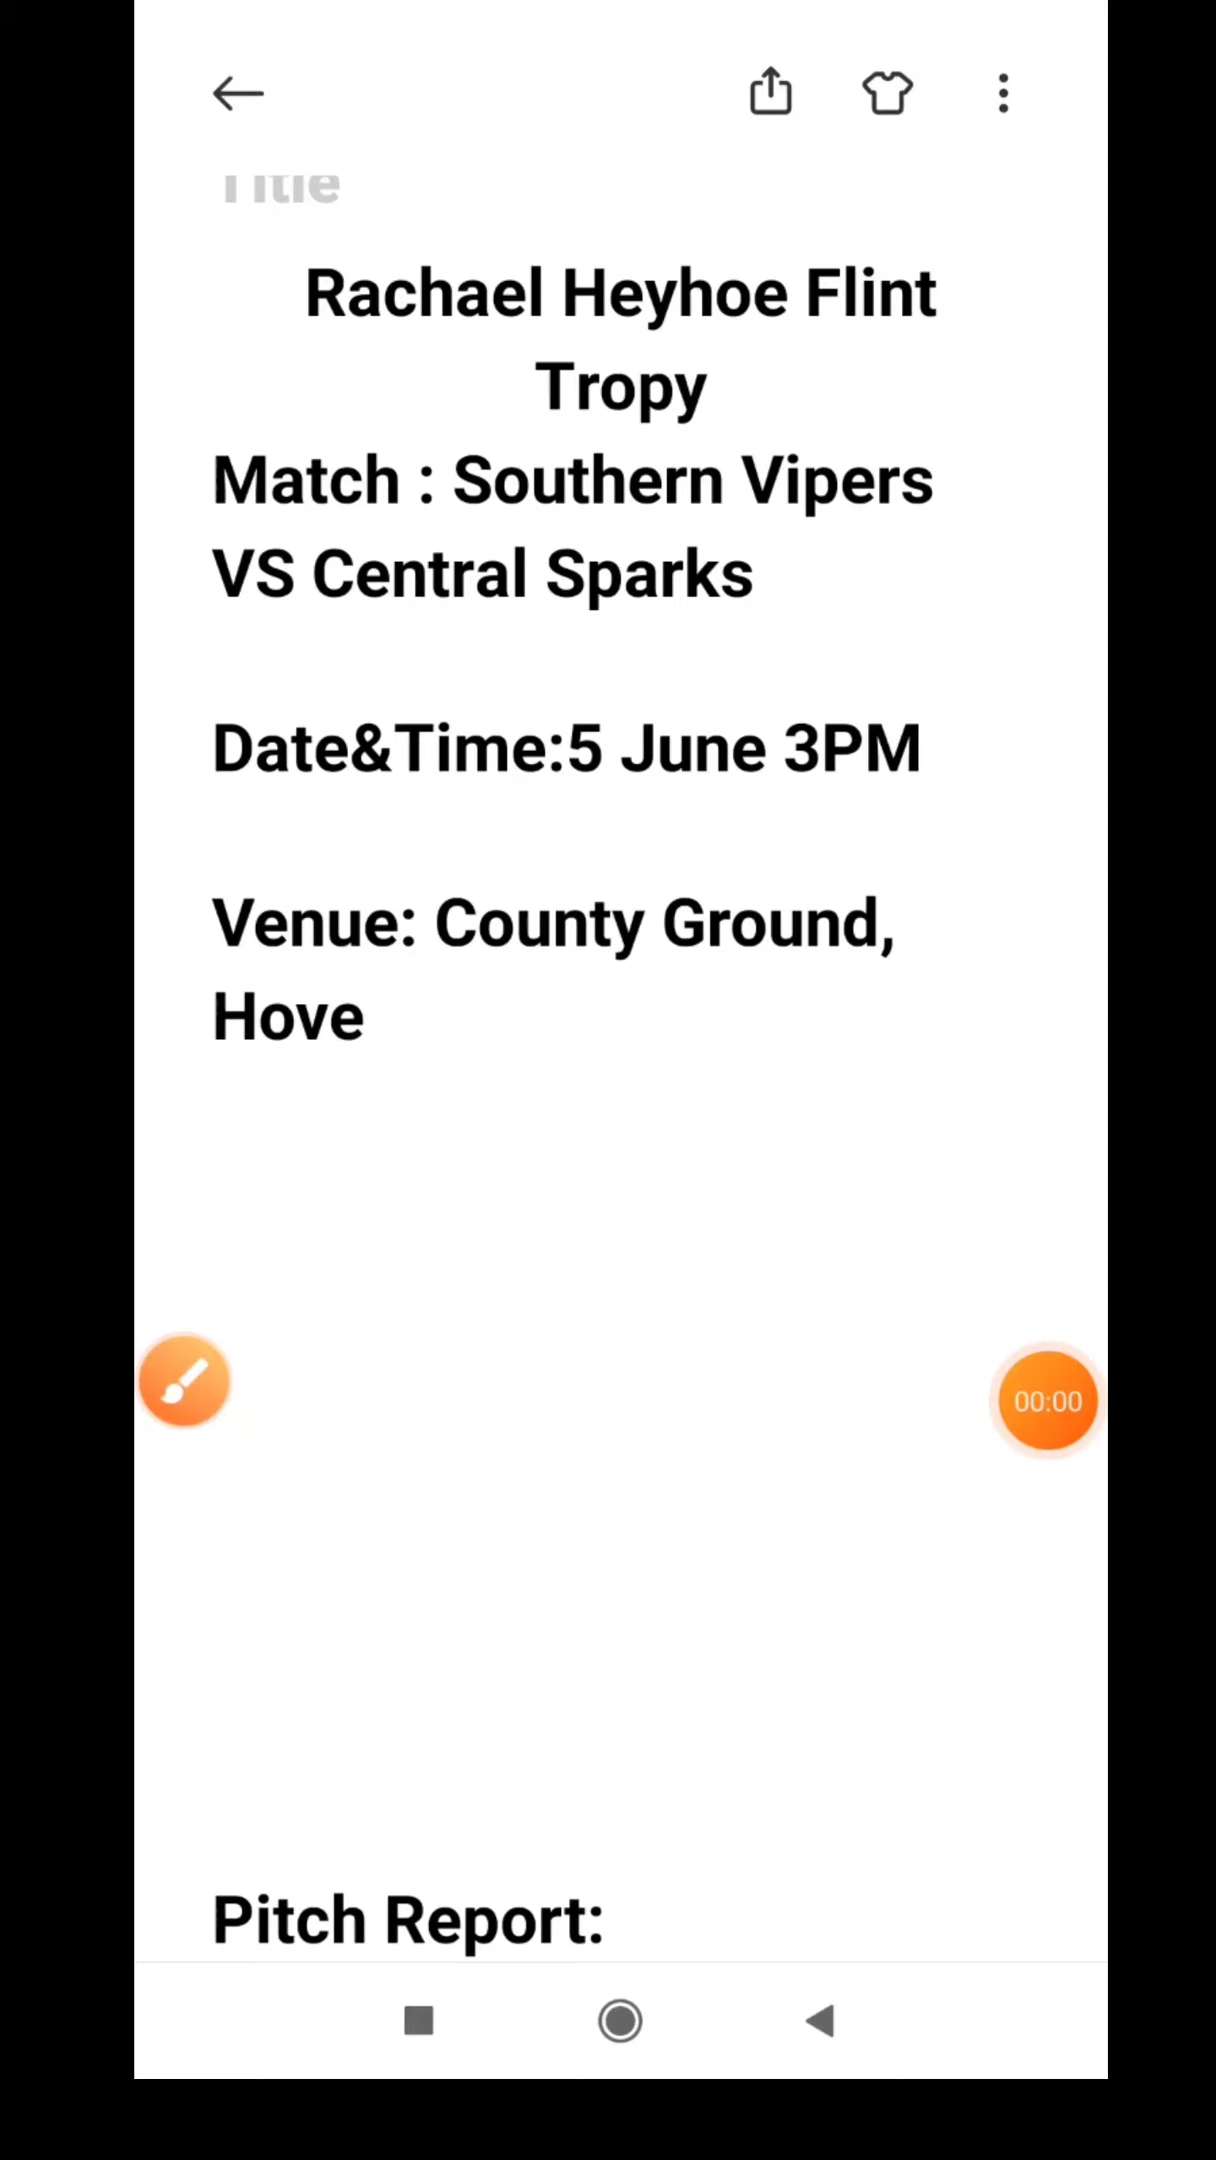 Title
Rachael Heyhoe Flint
Tropy
Match : Southern Vipers
VS Central Sparks
Date&Time:5 June 3PM
Venue: County Ground,
Hove
00:00
Pitch Report: